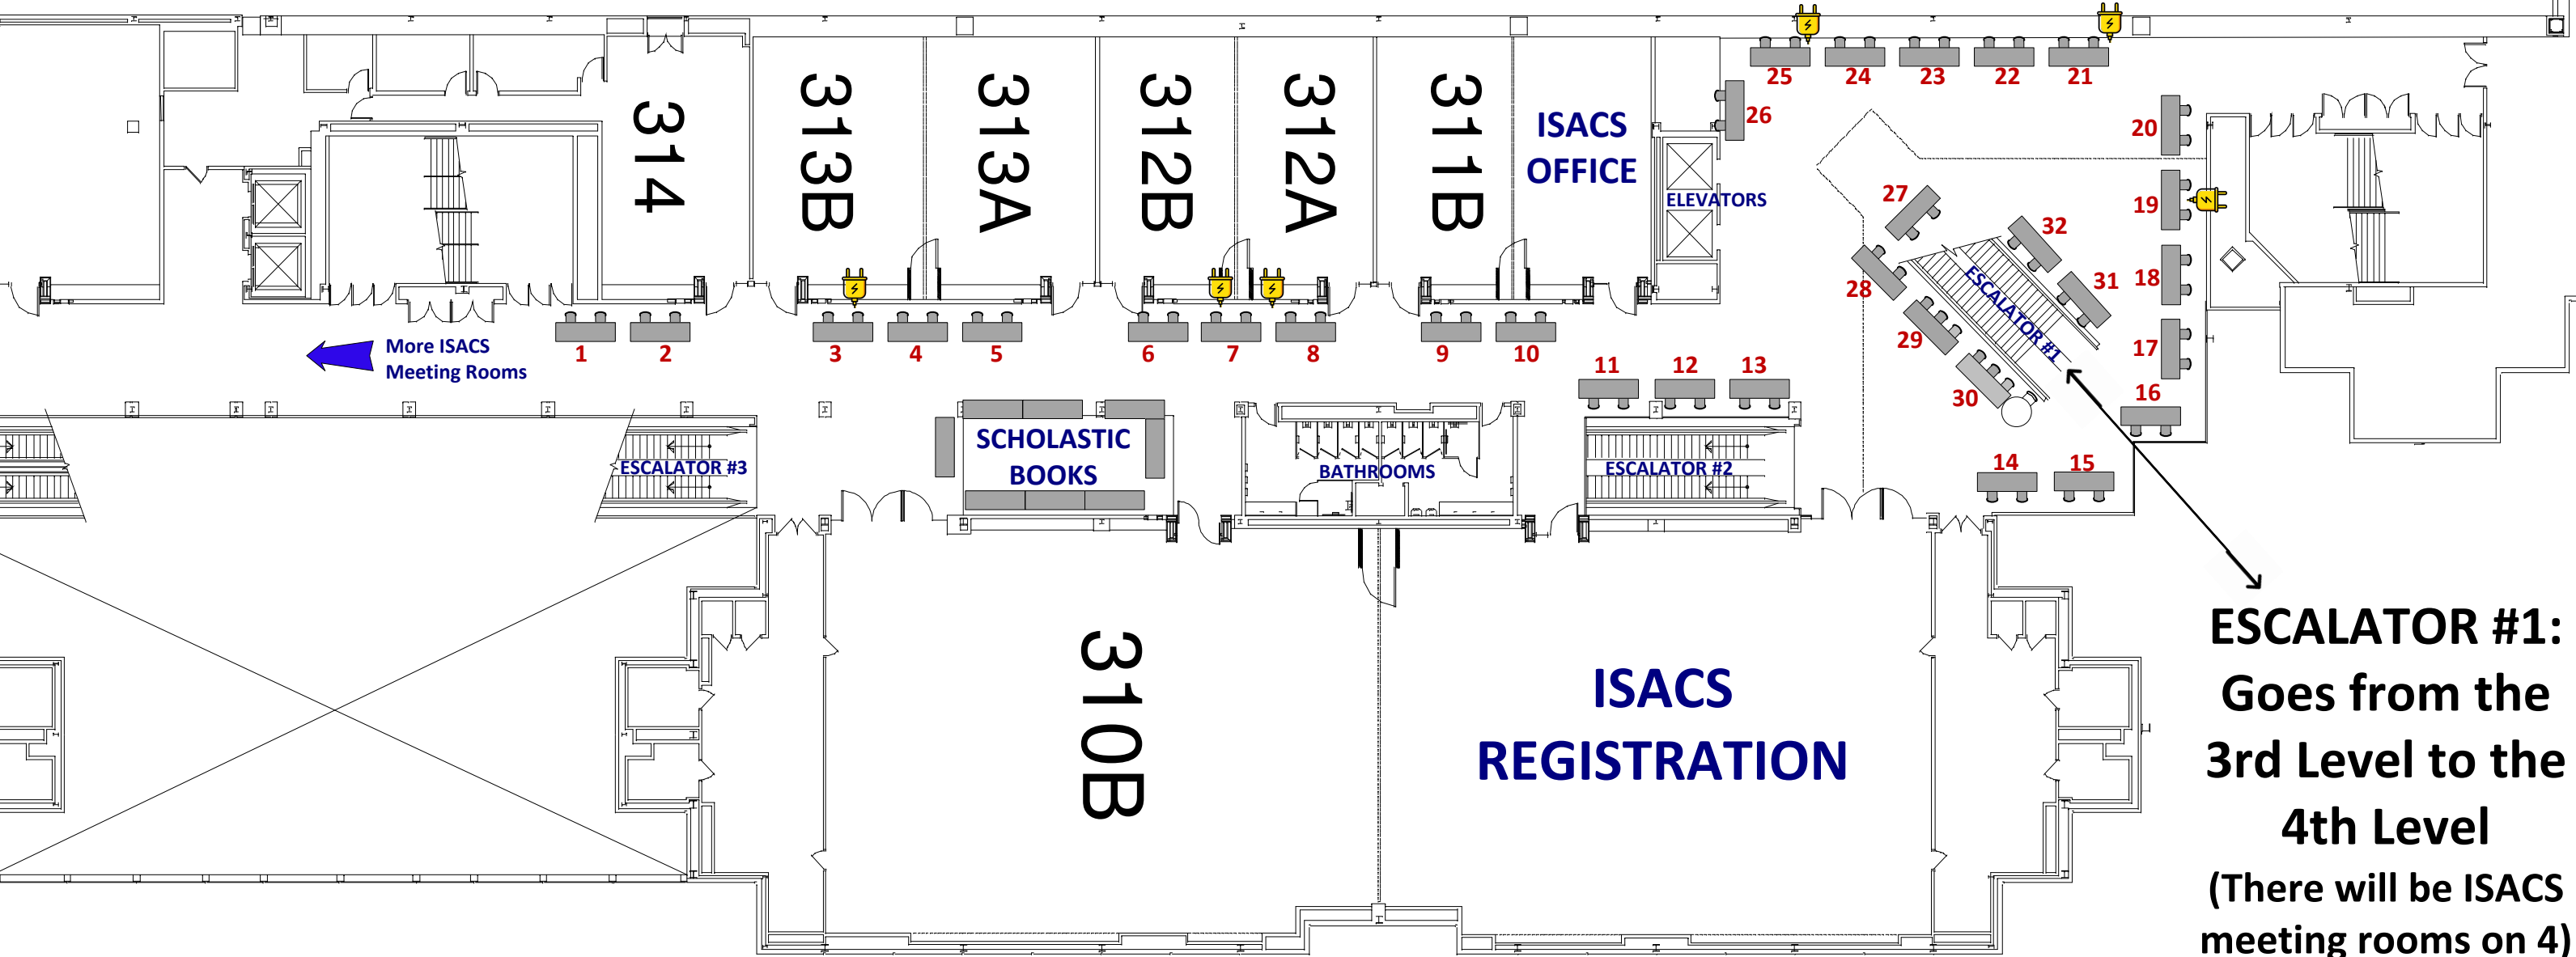 25
24
23
22
21
26
20
314
313B
313A
312B
312A
311B
ISACS
OFFICE
ELEVATORS
27
19
32
28
31
18
ESCALATOR #1
29
17
More ISACS
Meeting Rooms
1
2
3
4
5
6
7
8
9
10
11
12
13
30
16
ESCALATOR #3
SCHOLASTIC
BOOKS
BATHROOMS
ESCALATOR #2
14
15
310B
ISACS
REGISTRATION
ESCALATOR #1:
Goes from the
3rd Level to the
4th Level
(There will be ISACS
meeting rooms on 4)